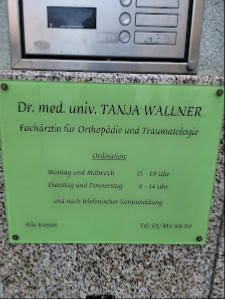 Dr. med. univ. TANJA WALLNER
Fachärztin für Orthopädie und Traumatologie
Ordination:
Montag und Mittwoch 15 - 19 Uhr
Dienstag und Donnerstag 8 - 14 Uhr
und nach telefonischer Voranmeldung
Alle Kassen Tel. 01/